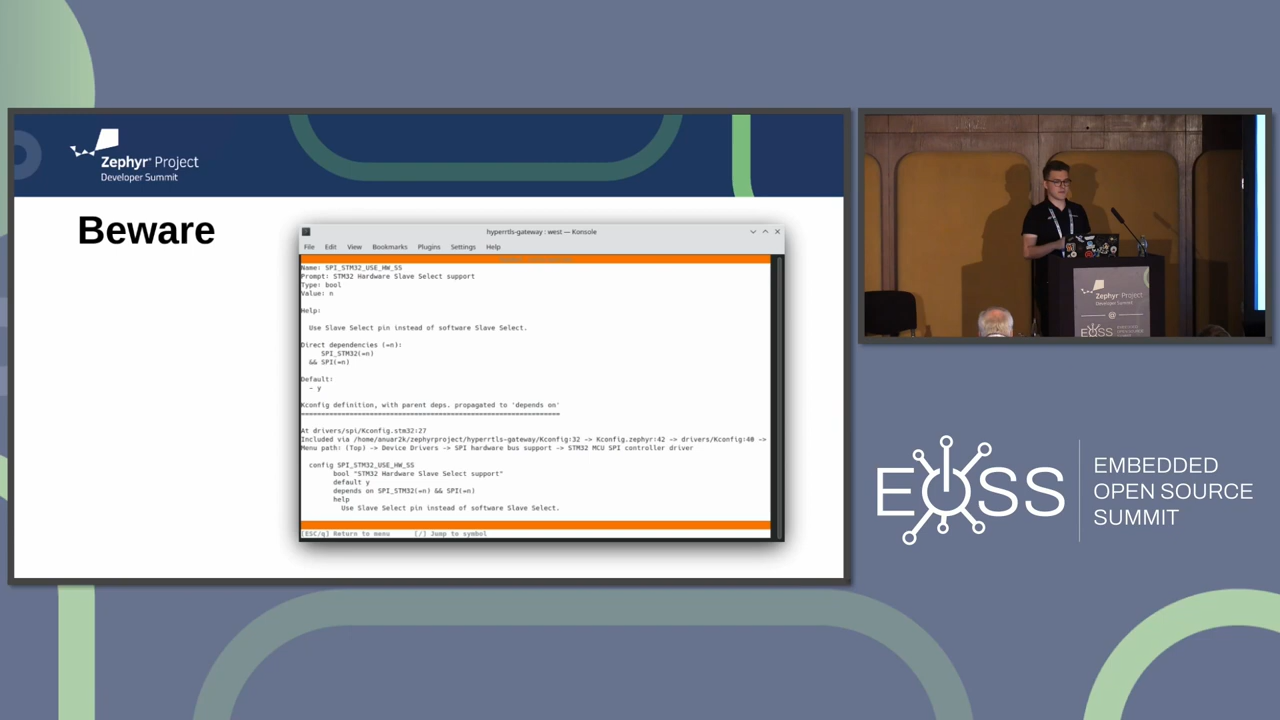 Zephyr® Project
Developer Summit
Beware
hyperrtls-gateway : west — Konsole
File Edit View Bookmarks Plugins Settings Help
Name: SPI_STM32_USE_HW_SS
Prompt: STM32 Hardware Slave Select support
Type: bool
Value: n
Help:
Use Slave Select pin instead of software Slave Select.
Direct dependencies (=n):
SPI_STM32(=n)
&& SPI(=n)
Default:
- y
Kconfig definition, with parent deps. propagated to 'depends on'
================================================================
At drivers/spi/Kconfig.stm32:27
Included via /home/anuar2k/zephyrproject/hyperrtls-gateway/Kconfig:32 -> Kconfig.zephyr:42 -> drivers/Kconfig:40 ->
Menu path: (Top) -> Device Drivers -> SPI hardware bus support -> STM32 MCU SPI controller driver
config SPI_STM32_USE_HW_SS
bool "STM32 Hardware Slave Select support"
default y
depends on SPI_STM32(=n) && SPI(=n)
help
Use Slave Select pin instead of software Slave Select.
[ESC/q] Return to menu [/] Jump to symbol
Zephyr Project
Developer Summit
@
EOSS
EMBEDDED
OPEN SOURCE
SUMMIT
EOSS
EMBEDDED
OPEN SOURCE
SUMMIT